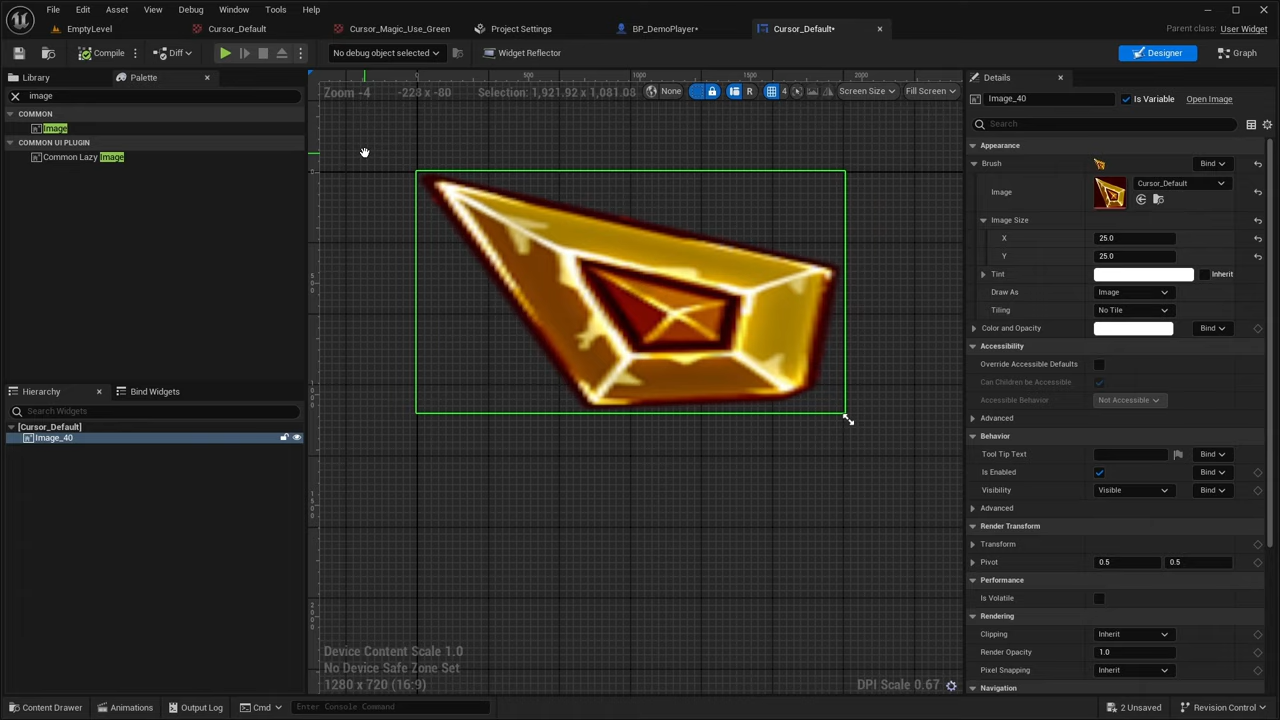 File Edit Asset View Debug Window Tools Help
EmptyLevel Cursor_Default Cursor_Magic_Use_Green Project Settings BP_DemoPlayer• Cursor_Default• Parent class: User Widget
Compile Diff No debug object selected Widget Reflector Designer Graph
Library Palette
image
COMMON
Image
COMMON UI PLUGIN
Common Lazy Image
Hierarchy Bind Widgets
Search Widgets
[Cursor_Default]
Image_40
0 500 1000 1500 2000
Zoom -4 -228 x -80 Selection: 1,921.92 x 1,081.08 None R 4 Screen Size Fill Screen
Device Content Scale 1.0
No Device Safe Zone Set
1280 x 720 (16:9) DPI Scale 0.67
Details
Image_40 Is Variable Open Image
Search
Appearance
Brush Bind
Image Cursor_Default
Image Size
X 25.0
Y 25.0
Tint Inherit
Draw As Image
Tiling No Tile
Color and Opacity Bind
Accessibility
Override Accessible Defaults
Can Children be Accessible
Accessible Behavior Not Accessible
Advanced
Behavior
Tool Tip Text Bind
Is Enabled Bind
Visibility Visible Bind
Advanced
Render Transform
Transform
Pivot 0.5 0.5
Performance
Is Volatile
Rendering
Clipping Inherit
Render Opacity 1.0
Pixel Snapping Inherit
Navigation
Content Drawer Animations Output Log Cmd Enter Console Command 2 Unsaved Revision Control